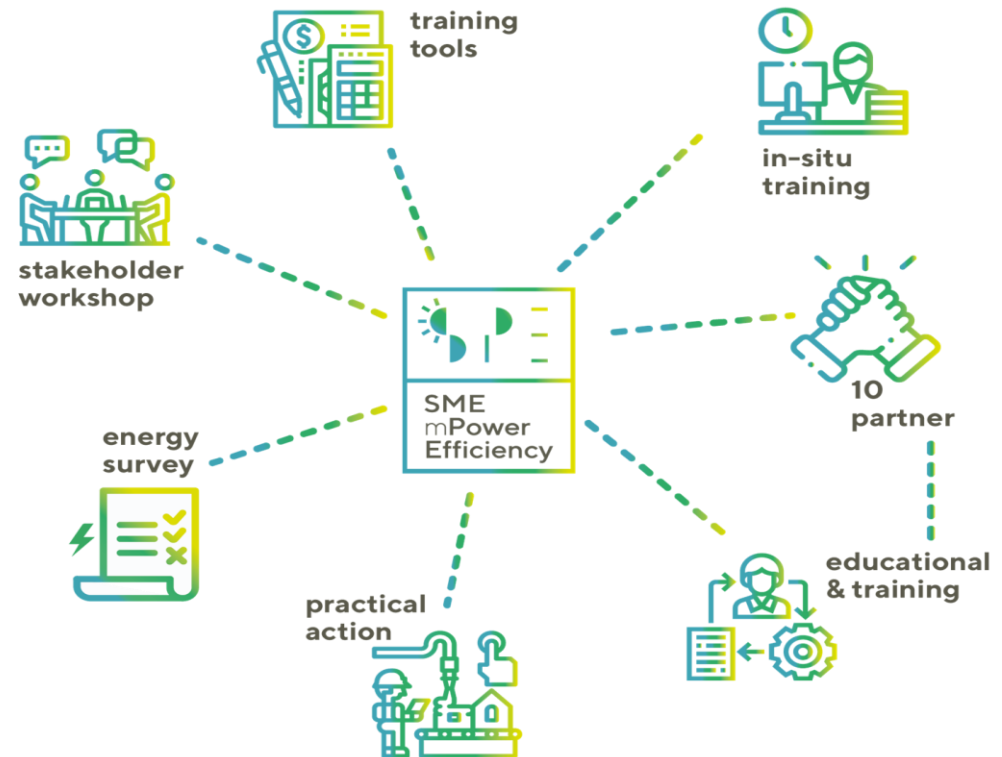 training
tools
in-situ
training
stakeholder
workshop
SME
mPower
Efficiency
10
partner
energy
survey
educational
& training
practical
action